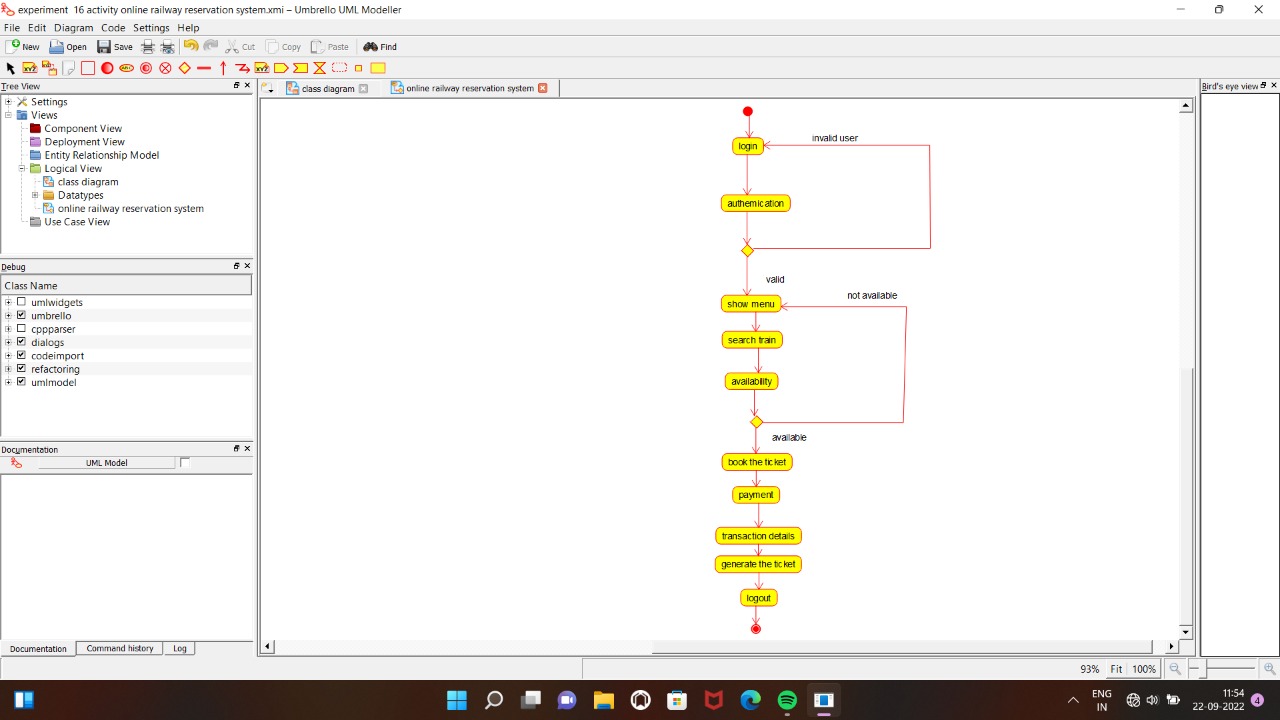 experiment  16 activity online railway reservation system.xmi – Umbrello UML Modeller
File Edit Diagram Code Settings Help
New Open Save Cut Copy Paste Find
Tree View
Settings
Views
Component View
Deployment View
Entity Relationship Model
Logical View
class diagram
Datatypes
online railway reservation system
Use Case View
Debug
Class Name
umlwidgets
umbrello
cppparser
dialogs
codeimport
refactoring
umlmodel
Documentation
UML Model
Documentation Command history Log
class diagram online railway reservation system
invalid user
login
authemication
valid
not available
show menu
search train
availability
available
book the ticket
payment
transaction details
generate the ticket
logout
Bird's eye view
93% Fit 100%
ENG
IN
11:54
22-09-2022
4